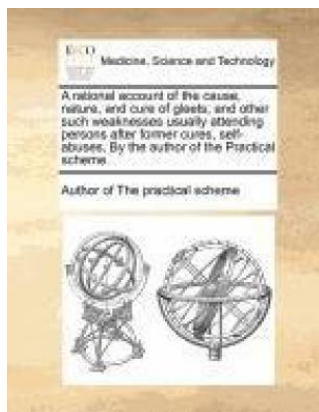 ECCO
Medicine, Science and Technology
A rational account of the cause,
nature, and cure of gleets; and other
such weaknesses usually attending
persons after former cures, self-
abuses, By the author of the Practical
scheme.
Author of The practical scheme